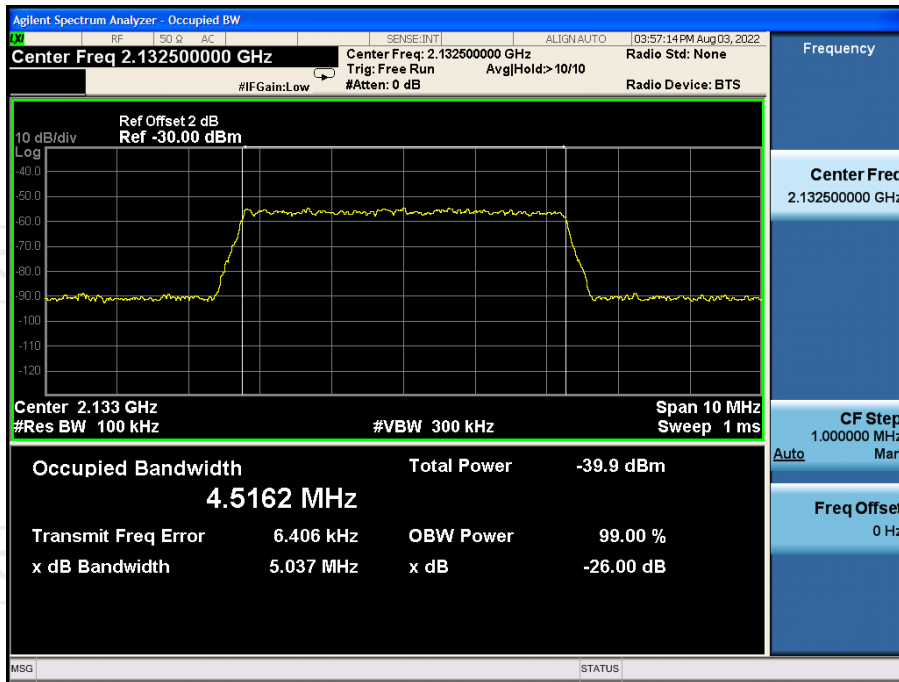 Agilent Spectrum Analyzer - Occupied BW
LXI RF 50 Ω AC SENSE:INT ALIGN AUTO 03:57:14 PM Aug 03, 2022
Center Freq 2.132500000 GHz
Center Freq: 2.132500000 GHz
Radio Std: None
Trig: Free Run Avg|Hold:> 10/10
#IFGain:Low
#Atten: 0 dB
Radio Device: BTS
Frequency
Ref Offset 2 dB
10 dB/div Ref -30.00 dBm
Log
-40.0
-50.0
-60.0
-70.0
-80.0
-90.0
-100
-110
-120
Center 2.133 GHz Span 10 MHz
#Res BW 100 kHz #VBW 300 kHz Sweep 1 ms
Center Freq
2.132500000 GHz
CF Step
1.000000 MHz
Auto Man
Freq Offset
0 Hz
Occupied Bandwidth Total Power -39.9 dBm
4.5162 MHz
Transmit Freq Error 6.406 kHz OBW Power 99.00 %
x dB Bandwidth 5.037 MHz x dB -26.00 dB
MSG STATUS